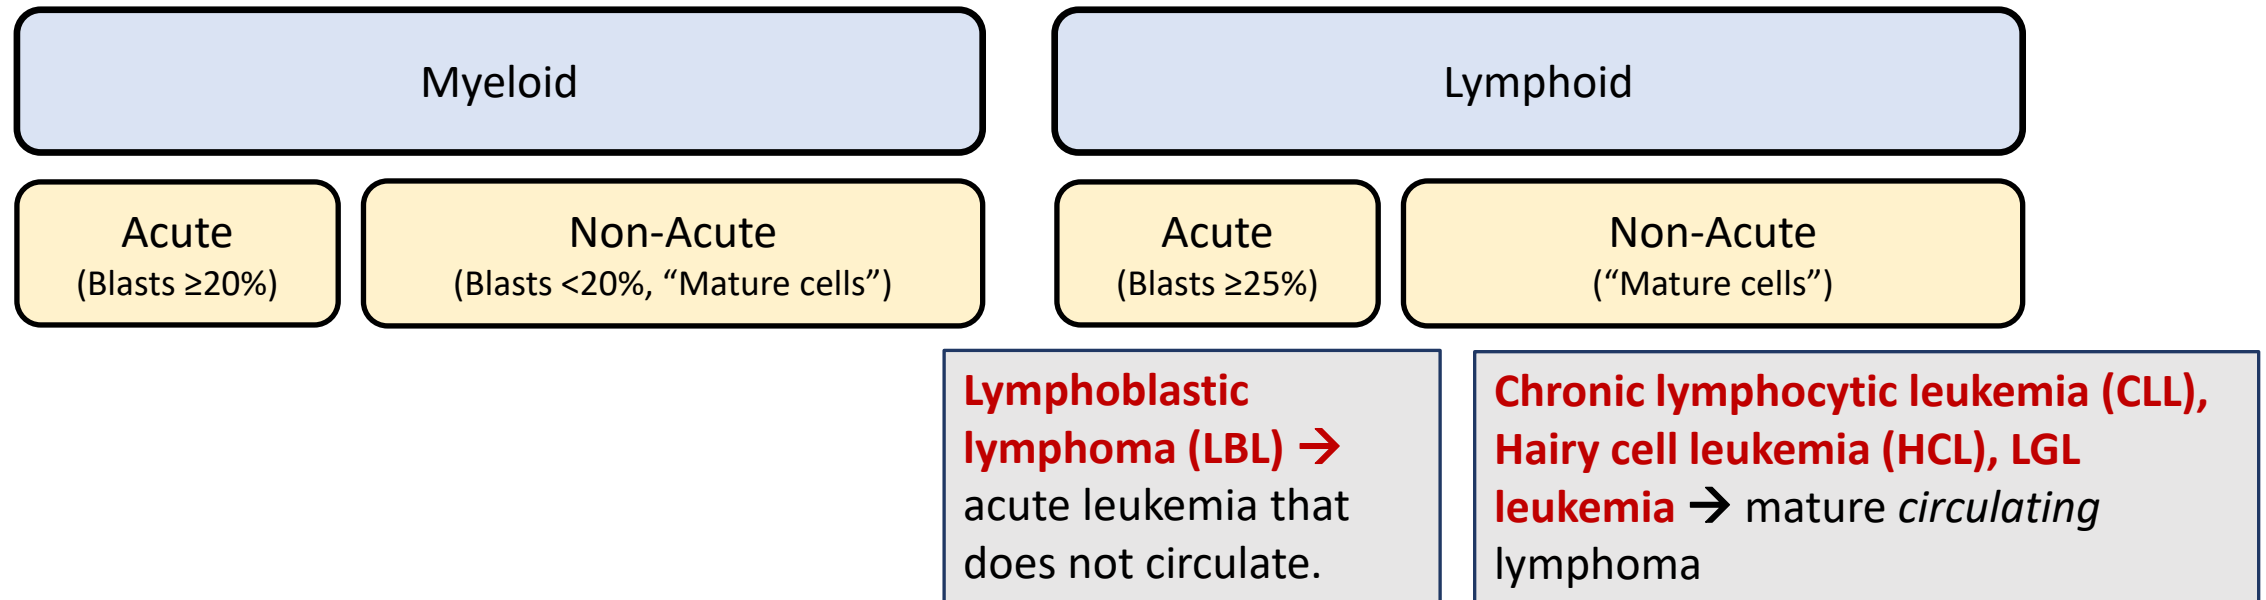 Myeloid
Lymphoid
Acute
(Blasts ≥20%)
Non-Acute
(Blasts <20%, “Mature cells”)
Acute
(Blasts ≥25%)
Non-Acute
(“Mature cells”)
Lymphoblastic
lymphoma (LBL) →
acute leukemia that
does not circulate.
Chronic lymphocytic leukemia (CLL),
Hairy cell leukemia (HCL), LGL
leukemia → mature circulating
lymphoma